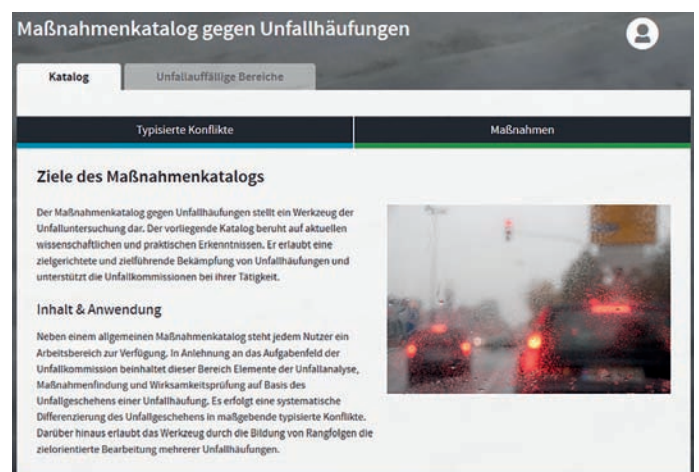 Maßnahmenkatalog gegen Unfallhäufungen
Katalog
Unfallauffällige Bereiche
Typisierte Konflikte
Maßnahmen
Ziele des Maßnahmenkatalogs
Der Maßnahmenkatalog gegen Unfallhäufungen stellt ein Werkzeug der
Unfalluntersuchung dar. Der vorliegende Katalog beruht auf aktuellen
wissenschaftlichen und praktischen Erkenntnissen. Er erlaubt eine
zielgerichtete und zielführende Bekämpfung von Unfallhäufungen und
unterstützt die Unfallkommissionen bei ihrer Tätigkeit.
Inhalt & Anwendung
Neben einem allgemeinen Maßnahmenkatalog steht jedem Nutzer ein
Arbeitsbereich zur Verfügung. In Anlehnung an das Aufgabenfeld der
Unfallkommission beinhaltet dieser Bereich Elemente der Unfallanalyse,
Maßnahmenfindung und Wirksamkeitsprüfung auf Basis des
Unfallgeschehens einer Unfallhäufung. Es erfolgt eine systematische
Differenzierung des Unfallgeschehens in maßgebende typisierte Konflikte.
Darüber hinaus erlaubt das Werkzeug durch die Bildung von Rangfolgen die
zielorientierte Bearbeitung mehrerer Unfallhäufungen.